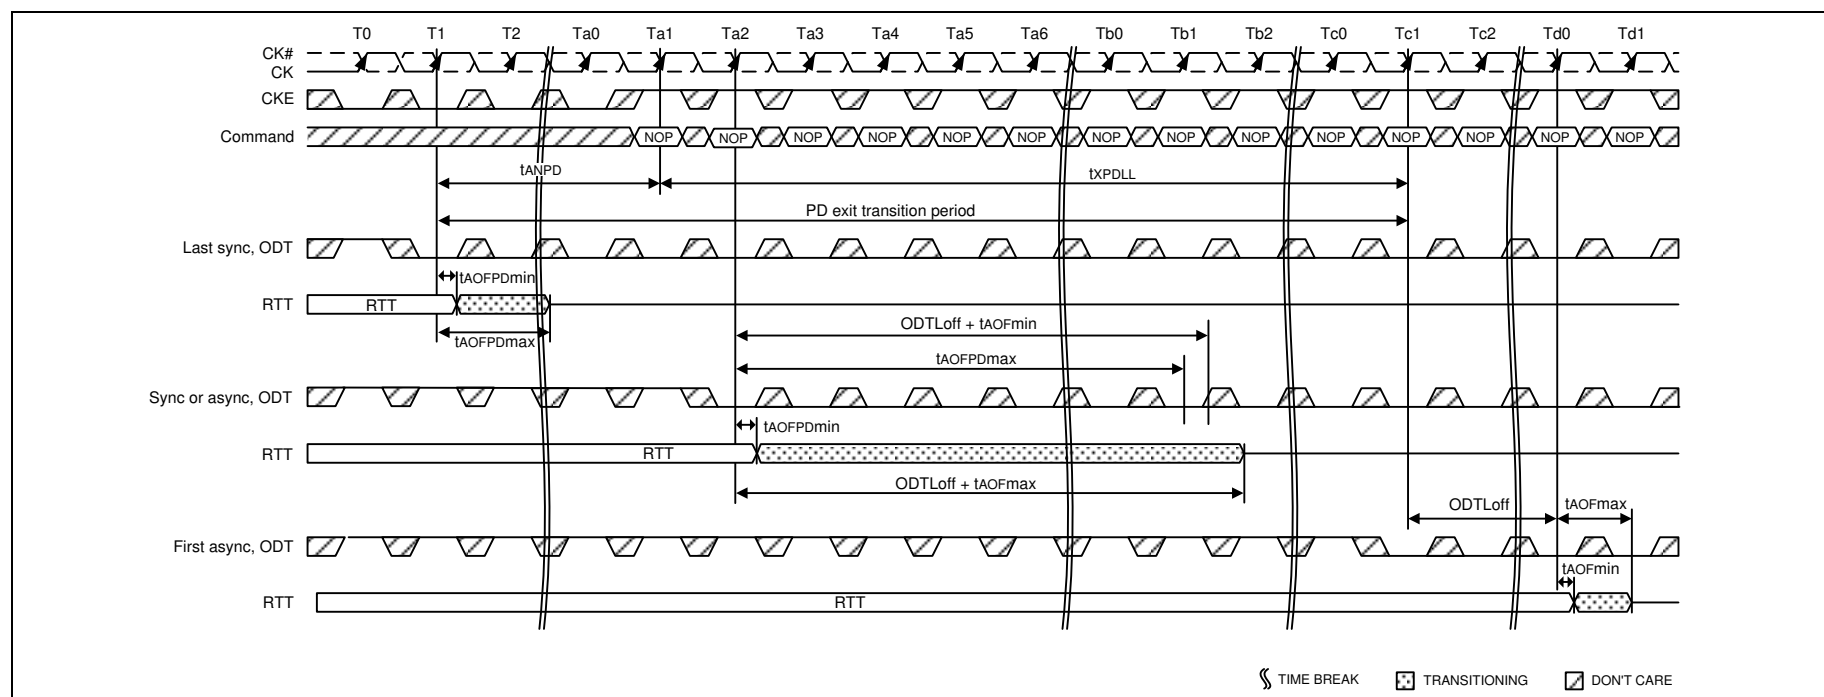 T0 T1 T2 Ta0 Ta1 Ta2 Ta3 Ta4 Ta5 Ta6 Tb0 Tb1 Tb2 Tc0 Tc1 Tc2 Td0 Td1
CK#
CK
CKE
Command NOP NOP NOP NOP NOP NOP NOP NOP NOP NOP NOP NOP NOP NOP
tANPD tXPDLL
PD exit transition period
Last sync, ODT
tAOFPDmin
RTT RTT
tAOFPDmax
ODTLoff + tAOFmin
tAOFPDmax
Sync or async, ODT
tAOFPDmin
RTT RTT
ODTLoff + tAOFmax
ODTLoff tAOFmax
First async, ODT
tAOFmin
RTT RTT
TIME BREAK TRANSITIONING DON'T CARE